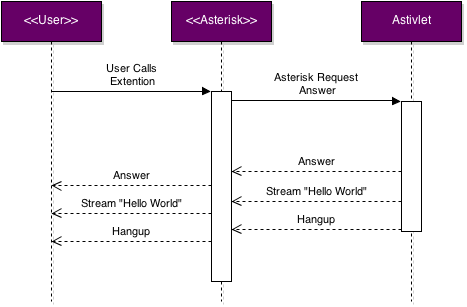 <<User>>
<<Asterisk>>
Astivlet
User Calls
Extention
Asterisk Request
Answer
Answer
Answer
Stream "Hello World"
Stream "Hello World"
Hangup
Hangup